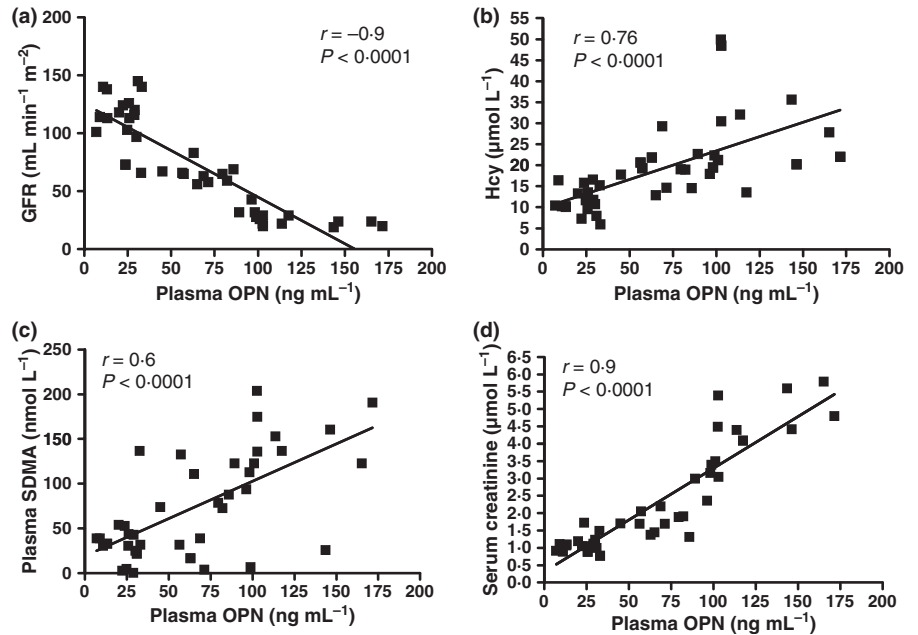 (a)
200
150
100
50
0
GFR (mL min⁻¹ m⁻²)
r = –0·9
P < 0·0001
0 25 50 75 100 125 150 175 200
Plasma OPN (ng mL⁻¹)
(b)
55
50
45
40
35
30
25
20
15
10
5
0
Hcy (µmol L⁻¹)
r = 0·76
P < 0·0001
0 25 50 75 100 125 150 175 200
Plasma OPN (ng mL⁻¹)
(c)
250
200
150
100
50
0
Plasma SDMA (nmol L⁻¹)
r = 0·6
P < 0·0001
0 25 50 75 100 125 150 175 200
Plasma OPN (ng mL⁻¹)
(d)
6·5
6·0
5·5
5·0
4·5
4·0
3·5
3·0
2·5
2·0
1·5
1·0
0·5
0·0
Serum creatinine (µmol L⁻¹)
r = 0·9
P < 0·0001
0 25 50 75 100 125 150 175 200
Plasma OPN (ng mL⁻¹)